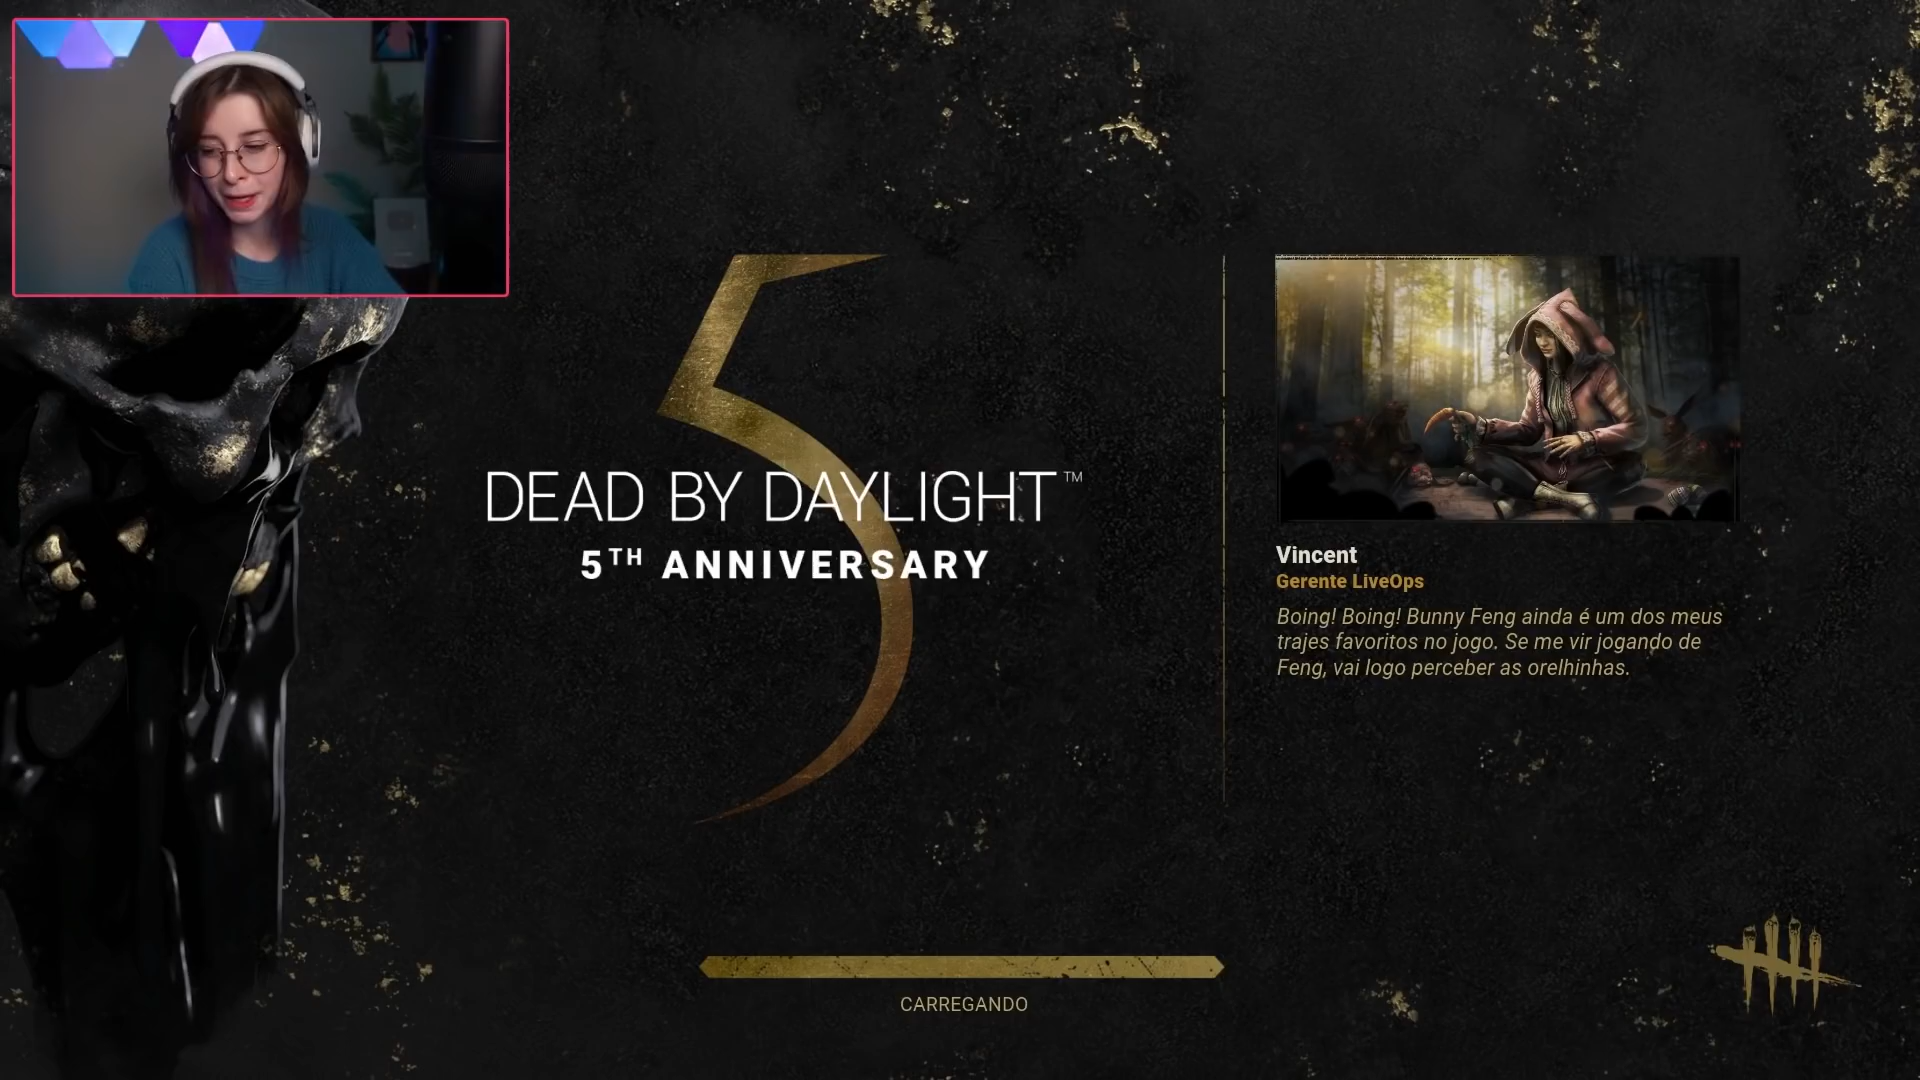 DEAD BY DAYLIGHT™
5TH ANNIVERSARY
Vincent
Gerente LiveOps
Boing! Boing! Bunny Feng ainda é um dos meus
trajes favoritos no jogo. Se me vir jogando de
Feng, vai logo perceber as orelhinhas.
CARREGANDO